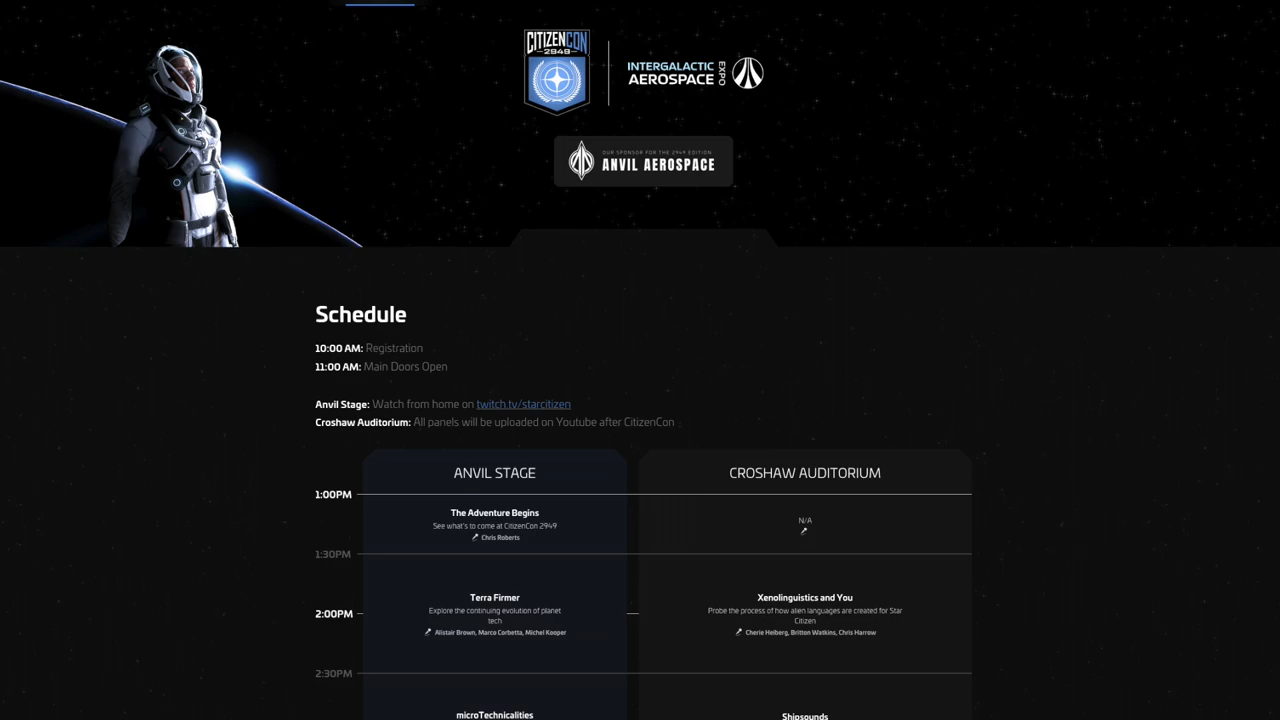 CITIZENCON
2949
INTERGALACTIC
AEROSPACE
EXPO
OUR SPONSOR FOR THE 2949 EDITION
ANVIL AEROSPACE
Schedule
10:00 AM: Registration
11:00 AM: Main Doors Open
Anvil Stage: Watch from home on twitch.tv/starcitizen
Croshaw Auditorium: All panels will be uploaded on Youtube after CitizenCon
ANVIL STAGE
CROSHAW AUDITORIUM
1:00PM
The Adventure Begins
See what's to come at CitizenCon 2949
Chris Roberts
N/A
1:30PM
Terra Firmer
Explore the continuing evolution of planet
tech
Alistair Brown, Marco Corbetta, Michel Kooper
Xenolinguistics and You
Probe the process of how alien languages are created for Star
Citizen
Cherie Heiberg, Britton Watkins, Chris Harrow
2:00PM
2:30PM
microTechnicalities
Shipsounds